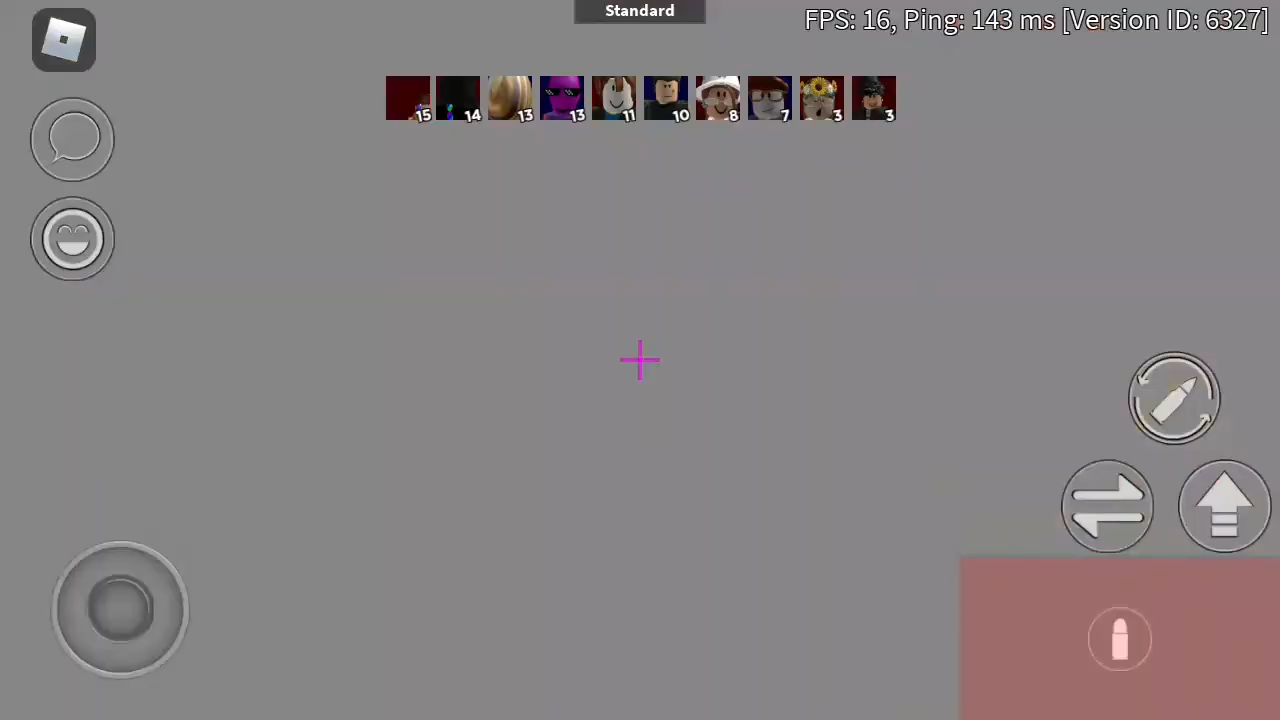 Standard
FPS: 16, Ping: 143 ms [Version ID: 6327]
15 14 13 13 11 10 8 7 3 3